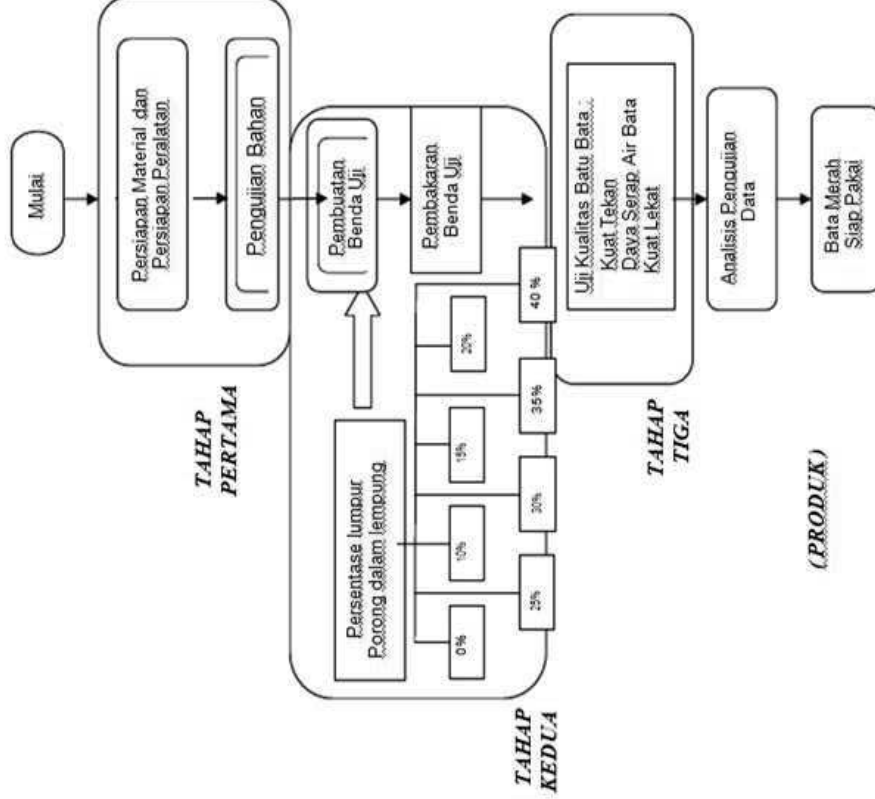 Mulai
Persiapan Material dan
Persiapan Peralatan
Pengujian Bahan
TAHAP
PERTAMA
Pembuatan
Benda Uji
Persentase lumpur
Porong dalam lempung
Pembakaran
Benda Uji
0%
10%
15%
20%
25%
30%
35%
40 %
TAHAP
KEDUA
Uji Kualitas Batu Bata :
Kuat Tekan
Daya Serap Air Bata
Kuat Lekat
TAHAP
TIGA
Analisis Pengujian
Data
Bata Merah
Siap Pakai
(PRODUK)